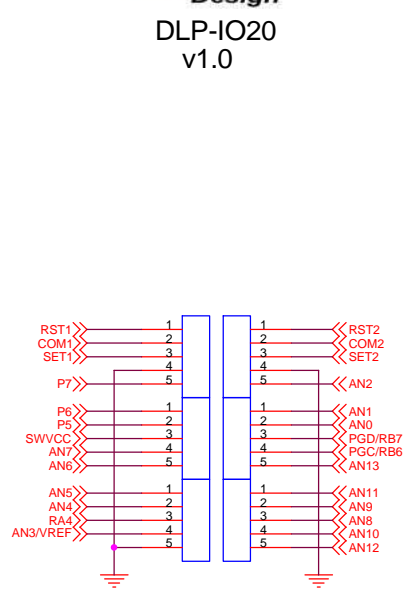 Design
DLP-IO20
v1.0
RST1 1 1 RST2
COM1 2 2 COM2
SET1 3 3 SET2
4 4
P7 5 5 AN2
P6 1 1 AN1
P5 2 2 AN0
SWVCC 3 3 PGD/RB7
AN7 4 4 PGC/RB6
AN6 5 5 AN13
AN5 1 1 AN11
AN4 2 2 AN9
RA4 3 3 AN8
AN3/VREF 4 4 AN10
5 5 AN12